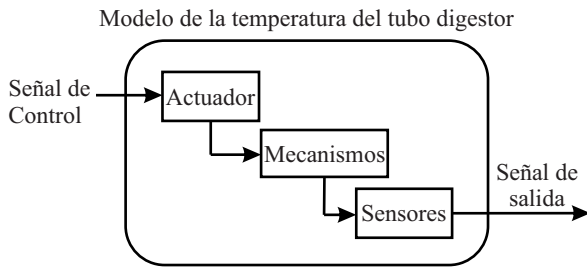 Modelo de la temperatura del tubo digestor
Señal de
Control
Actuador
Mecanismos
Sensores
Señal de
salida